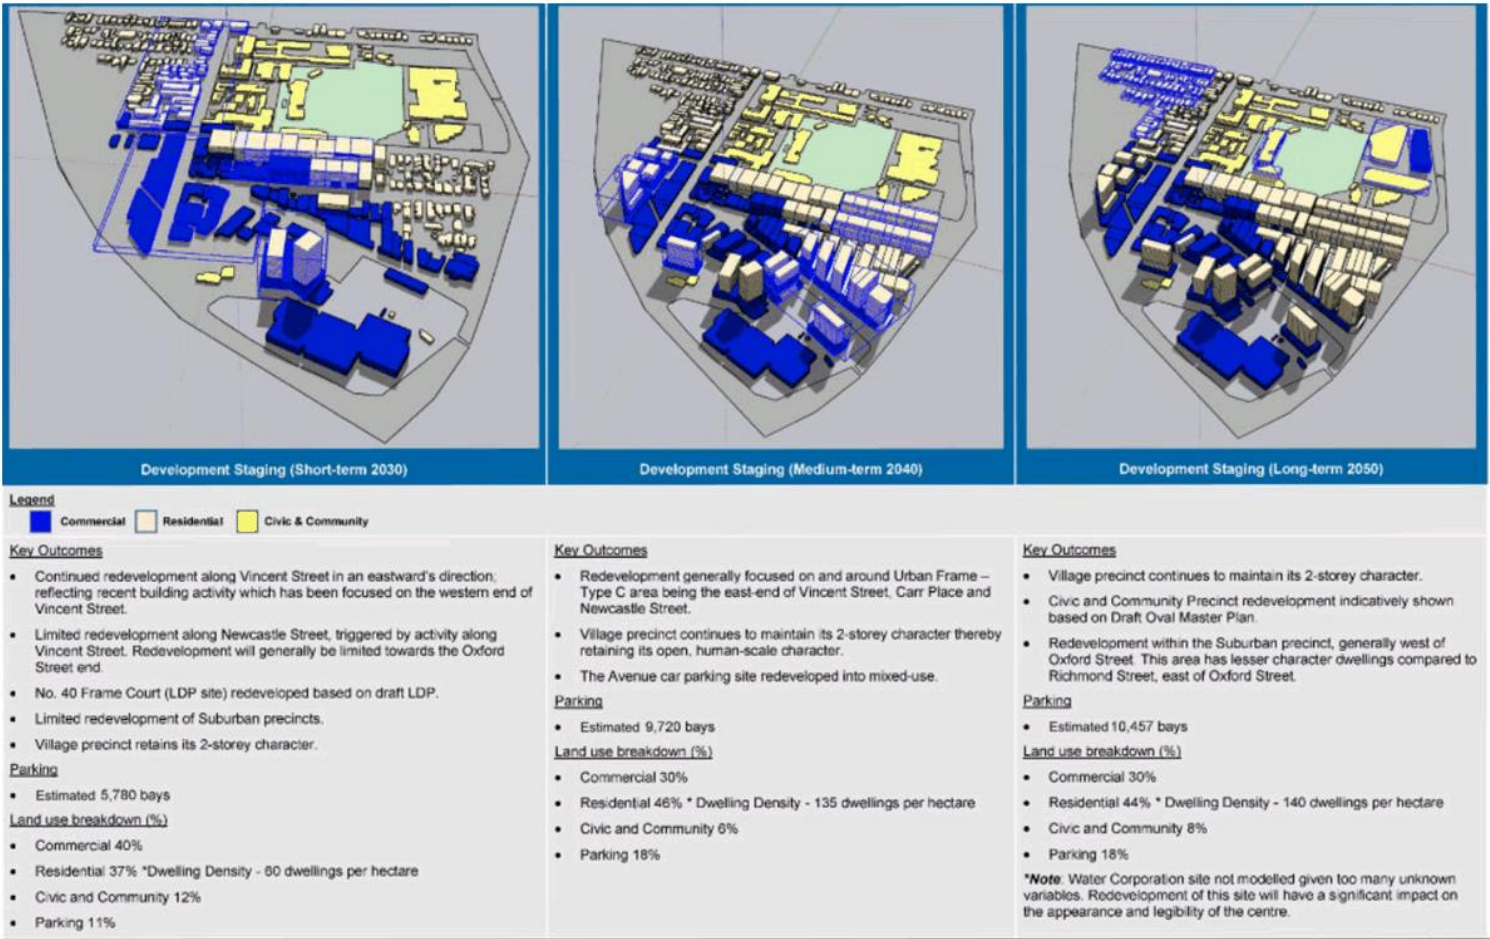 Development Staging (Short-term 2030)
Development Staging (Medium-term 2040)
Development Staging (Long-term 2050)
Legend
Commercial
Residential
Civic & Community
Key Outcomes
• Continued redevelopment along Vincent Street in an eastward's direction;
reflecting recent building activity which has been focused on the western end of
Vincent Street.
• Limited redevelopment along Newcastle Street, triggered by activity along
Vincent Street. Redevelopment will generally be limited towards the Oxford
Street end.
• No. 40 Frame Court (LDP site) redeveloped based on draft LDP.
• Limited redevelopment of Suburban precincts.
• Village precinct retains its 2-storey character.
Parking
• Estimated 5,780 bays
Land use breakdown (%)
• Commercial 40%
• Residential 37% *Dwelling Density - 60 dwellings per hectare
• Civic and Community 12%
• Parking 11%
Key Outcomes
• Redevelopment generally focused on and around Urban Frame –
Type C area being the east-end of Vincent Street, Carr Place and
Newcastle Street.
• Village precinct continues to maintain its 2-storey character thereby
retaining its open, human-scale character.
• The Avenue car parking site redeveloped into mixed-use.
Parking
• Estimated 9,720 bays
Land use breakdown (%)
• Commercial 30%
• Residential 46% * Dwelling Density - 135 dwellings per hectare
• Civic and Community 6%
• Parking 18%
Key Outcomes
• Village precinct continues to maintain its 2-storey character.
• Civic and Community Precinct redevelopment indicatively shown
based on Draft Oval Master Plan.
• Redevelopment within the Suburban precinct, generally west of
Oxford Street. This area has lesser character dwellings compared to
Richmond Street, east of Oxford Street.
Parking
• Estimated 10,457 bays
Land use breakdown (%)
• Commercial 30%
• Residential 44% * Dwelling Density - 140 dwellings per hectare
• Civic and Community 8%
• Parking 18%
*Note: Water Corporation site not modelled given too many unknown
variables. Redevelopment of this site will have a significant impact on
the appearance and legibility of the centre.